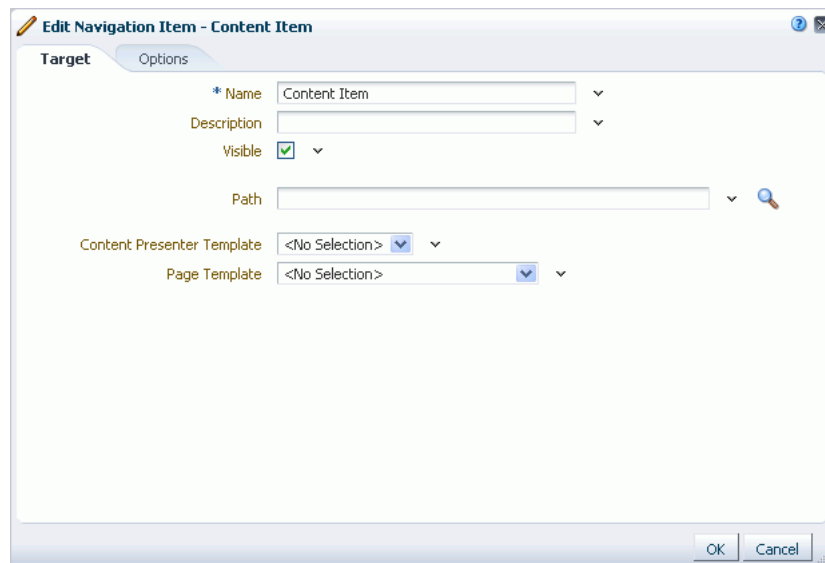 Edit Navigation Item - Content Item
Target Options
* Name Content Item
Description
Visible
Path
Content Presenter Template <No Selection>
Page Template <No Selection>
OK Cancel